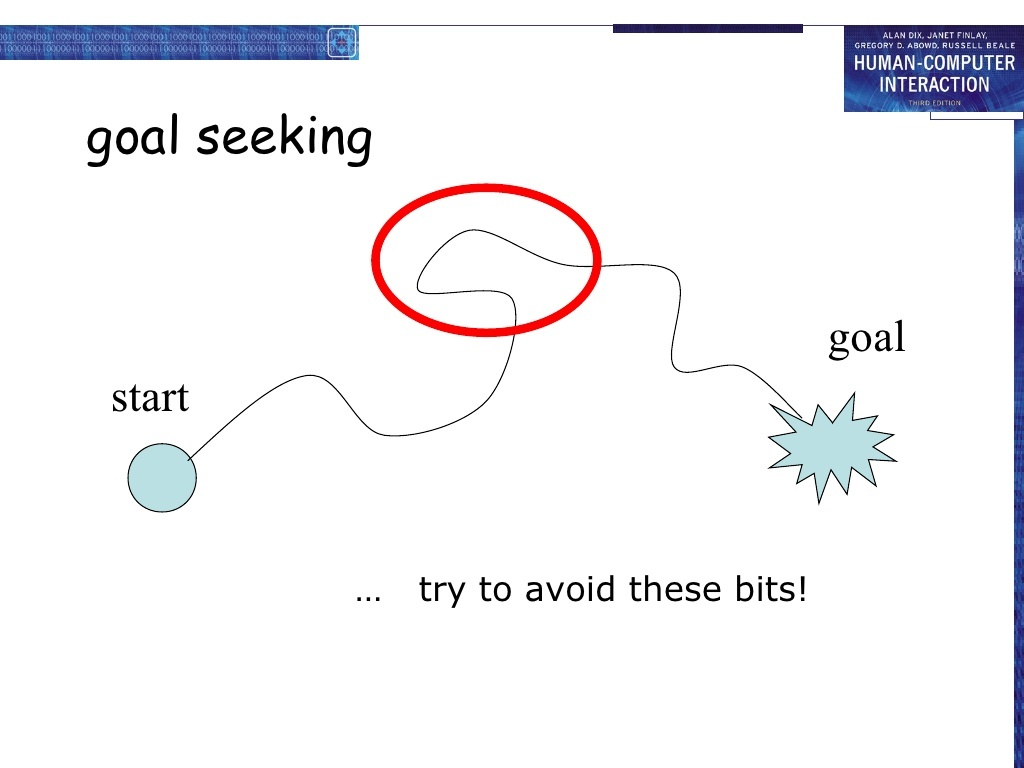 ALAN DIX, JANET FINLAY,
GREGORY D. ABOWD, RUSSELL BEALE
HUMAN-COMPUTER
INTERACTION
THIRD EDITION
goal seeking
goal
start
… try to avoid these bits!